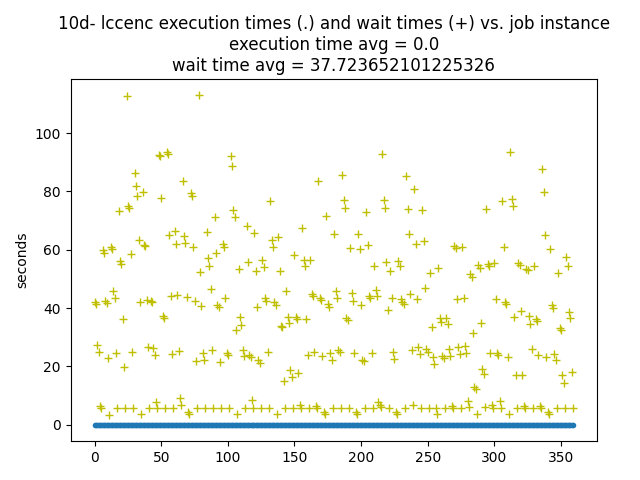 10d- lccenc execution times (.) and wait times (+) vs. job instance
execution time avg = 0.0
wait time avg = 37.723652101225326
100
80
60
40
20
0
seconds
0 50 100 150 200 250 300 350